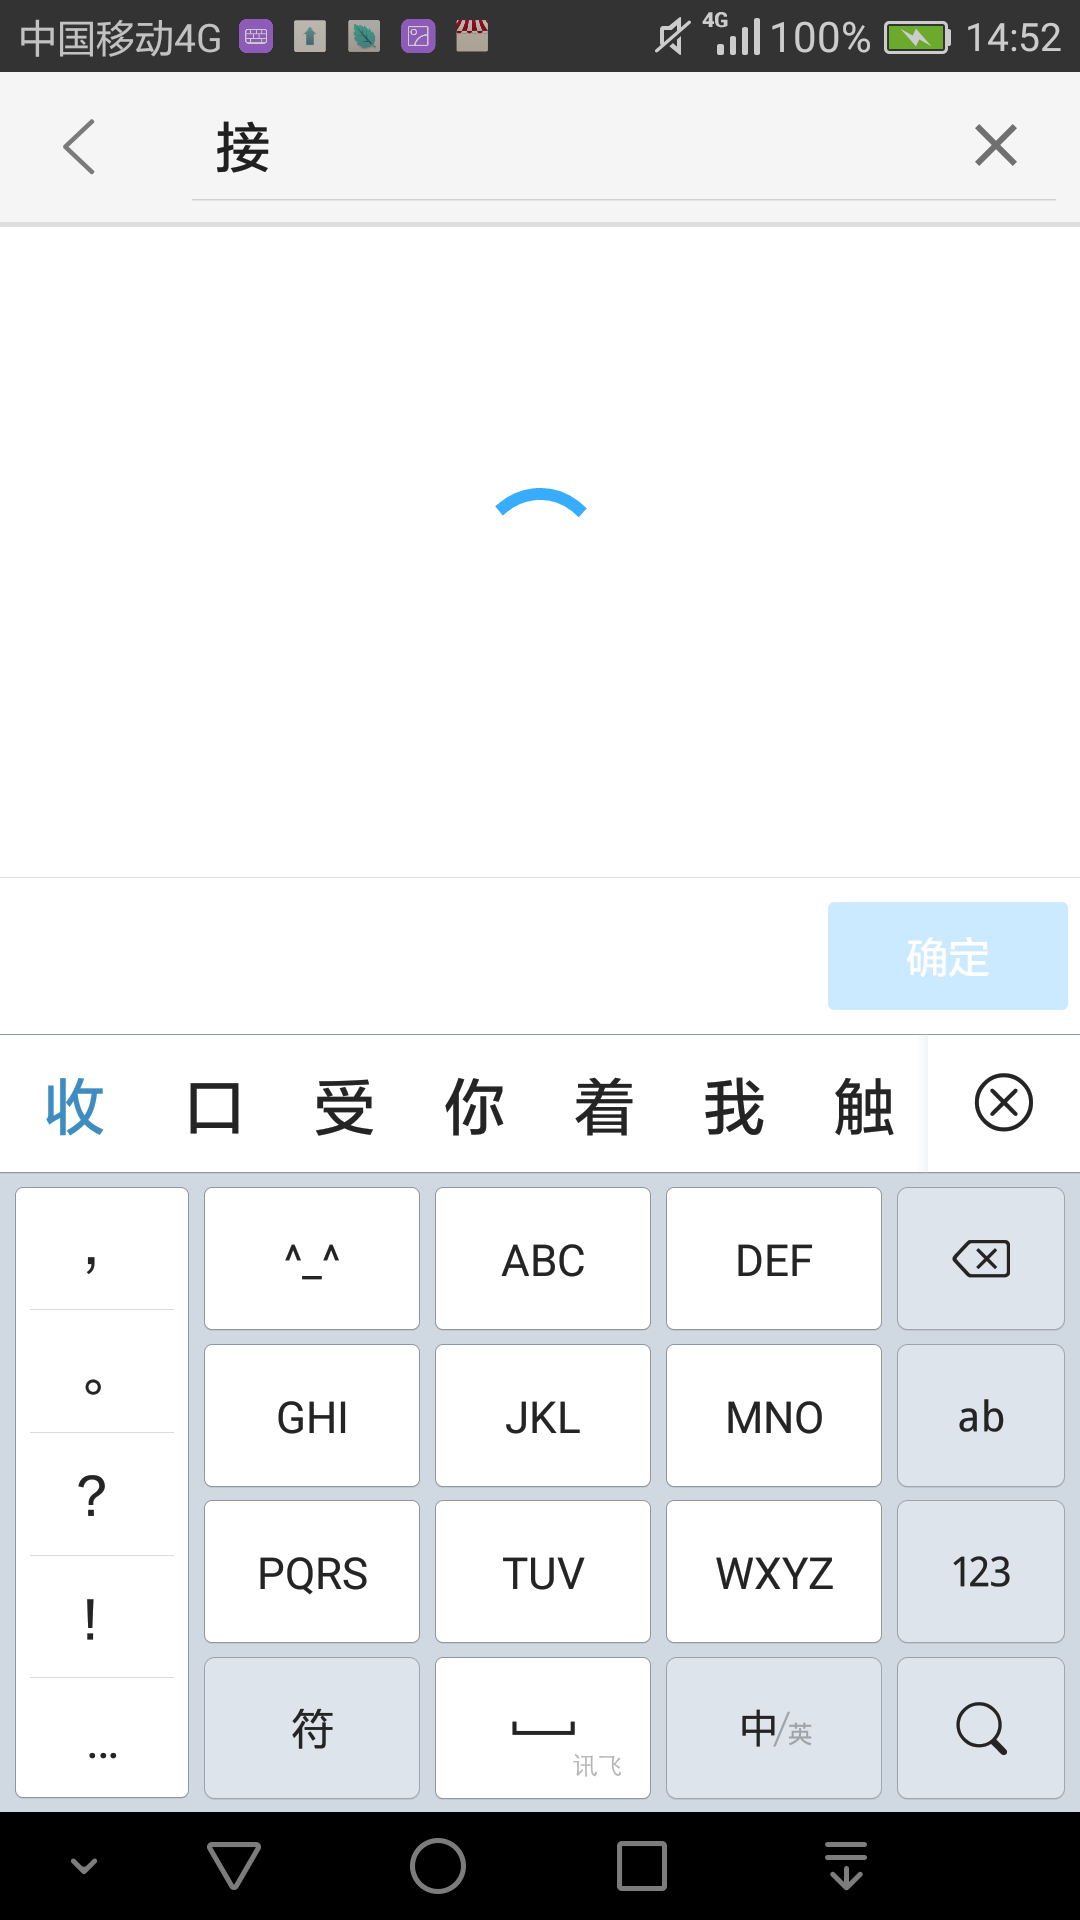 中国移动4G 4G 100% 14:52
接
确定
收 口 受 你 着 我 触
， ^_^ ABC DEF
。 GHI JKL MNO ab
? PQRS TUV WXYZ 123
!
... 符 讯飞 中/英